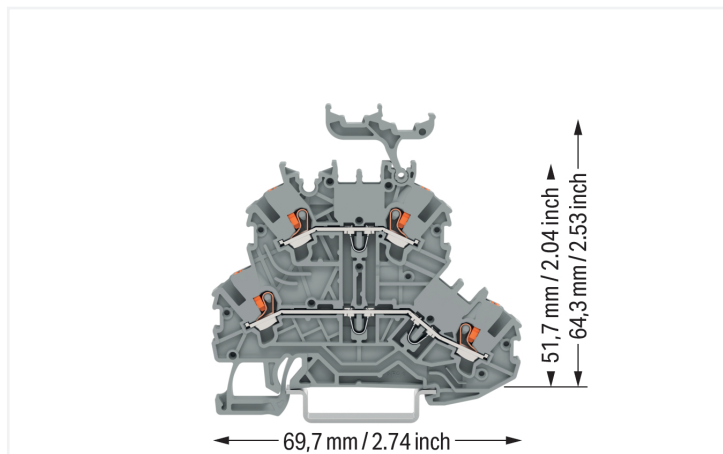 51,7 mm / 2.04 inch
64,3 mm / 2.53 inch
69,7 mm / 2.74 inch